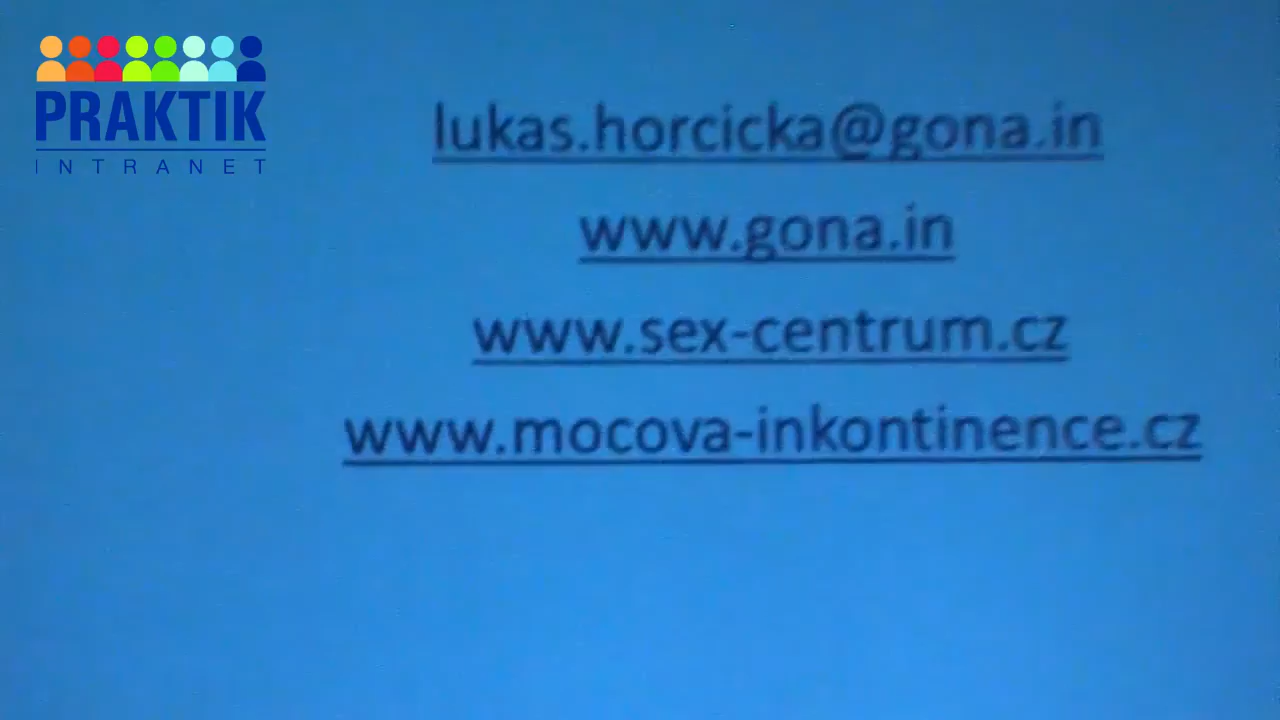 PRAKTIK
INTRANET
lukas.horcicka@gona.in
www.gona.in
www.sex-centrum.cz
www.mocova-inkontinence.cz